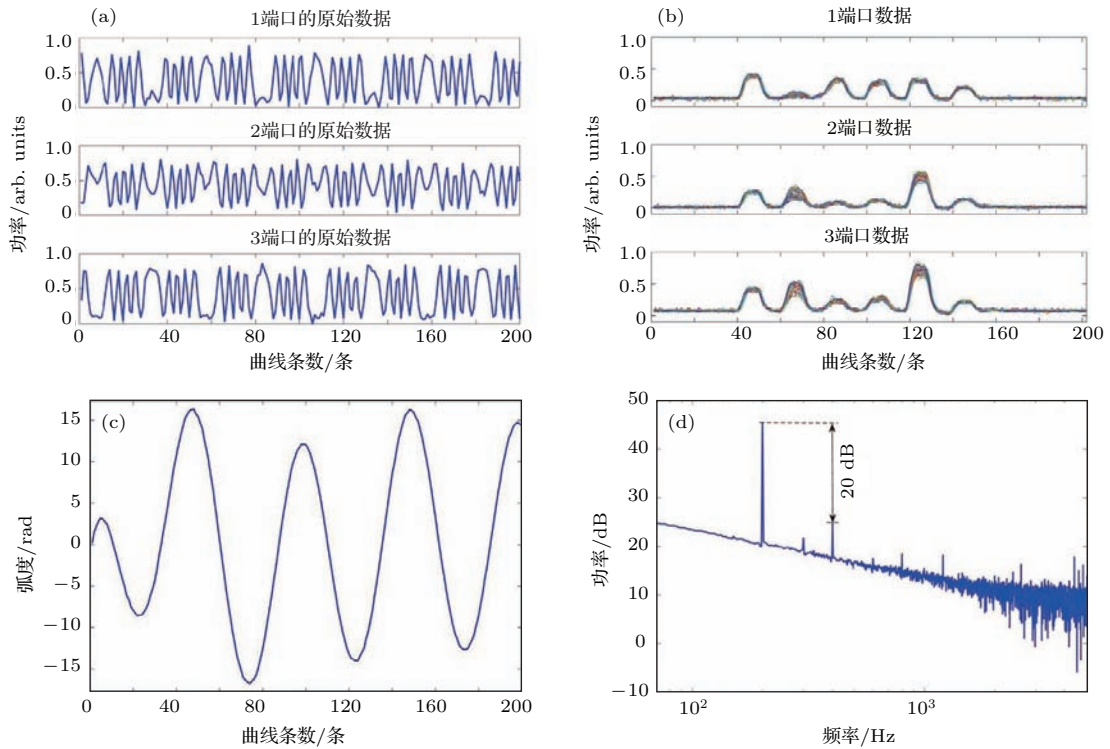 (a)
1端口的原始数据
1.0
0.5
0
2端口的原始数据
1.0
0.5
0
3端口的原始数据
1.0
0.5
0
0 40 80 120 160 200
功率/arb. units
曲线条数/条
(b)
1端口数据
1.0
0.5
0
2端口数据
1.0
0.5
0
3端口数据
1.0
0.5
0
0 40 80 120 160 200
功率/arb. units
曲线条数/条
(c)
15
10
5
0
−5
−10
−15
0 40 80 120 160 200
弧度/rad
曲线条数/条
(d)
50
40
30
20
10
0
−10
20 dB
10²
10³
功率/dB
频率/Hz